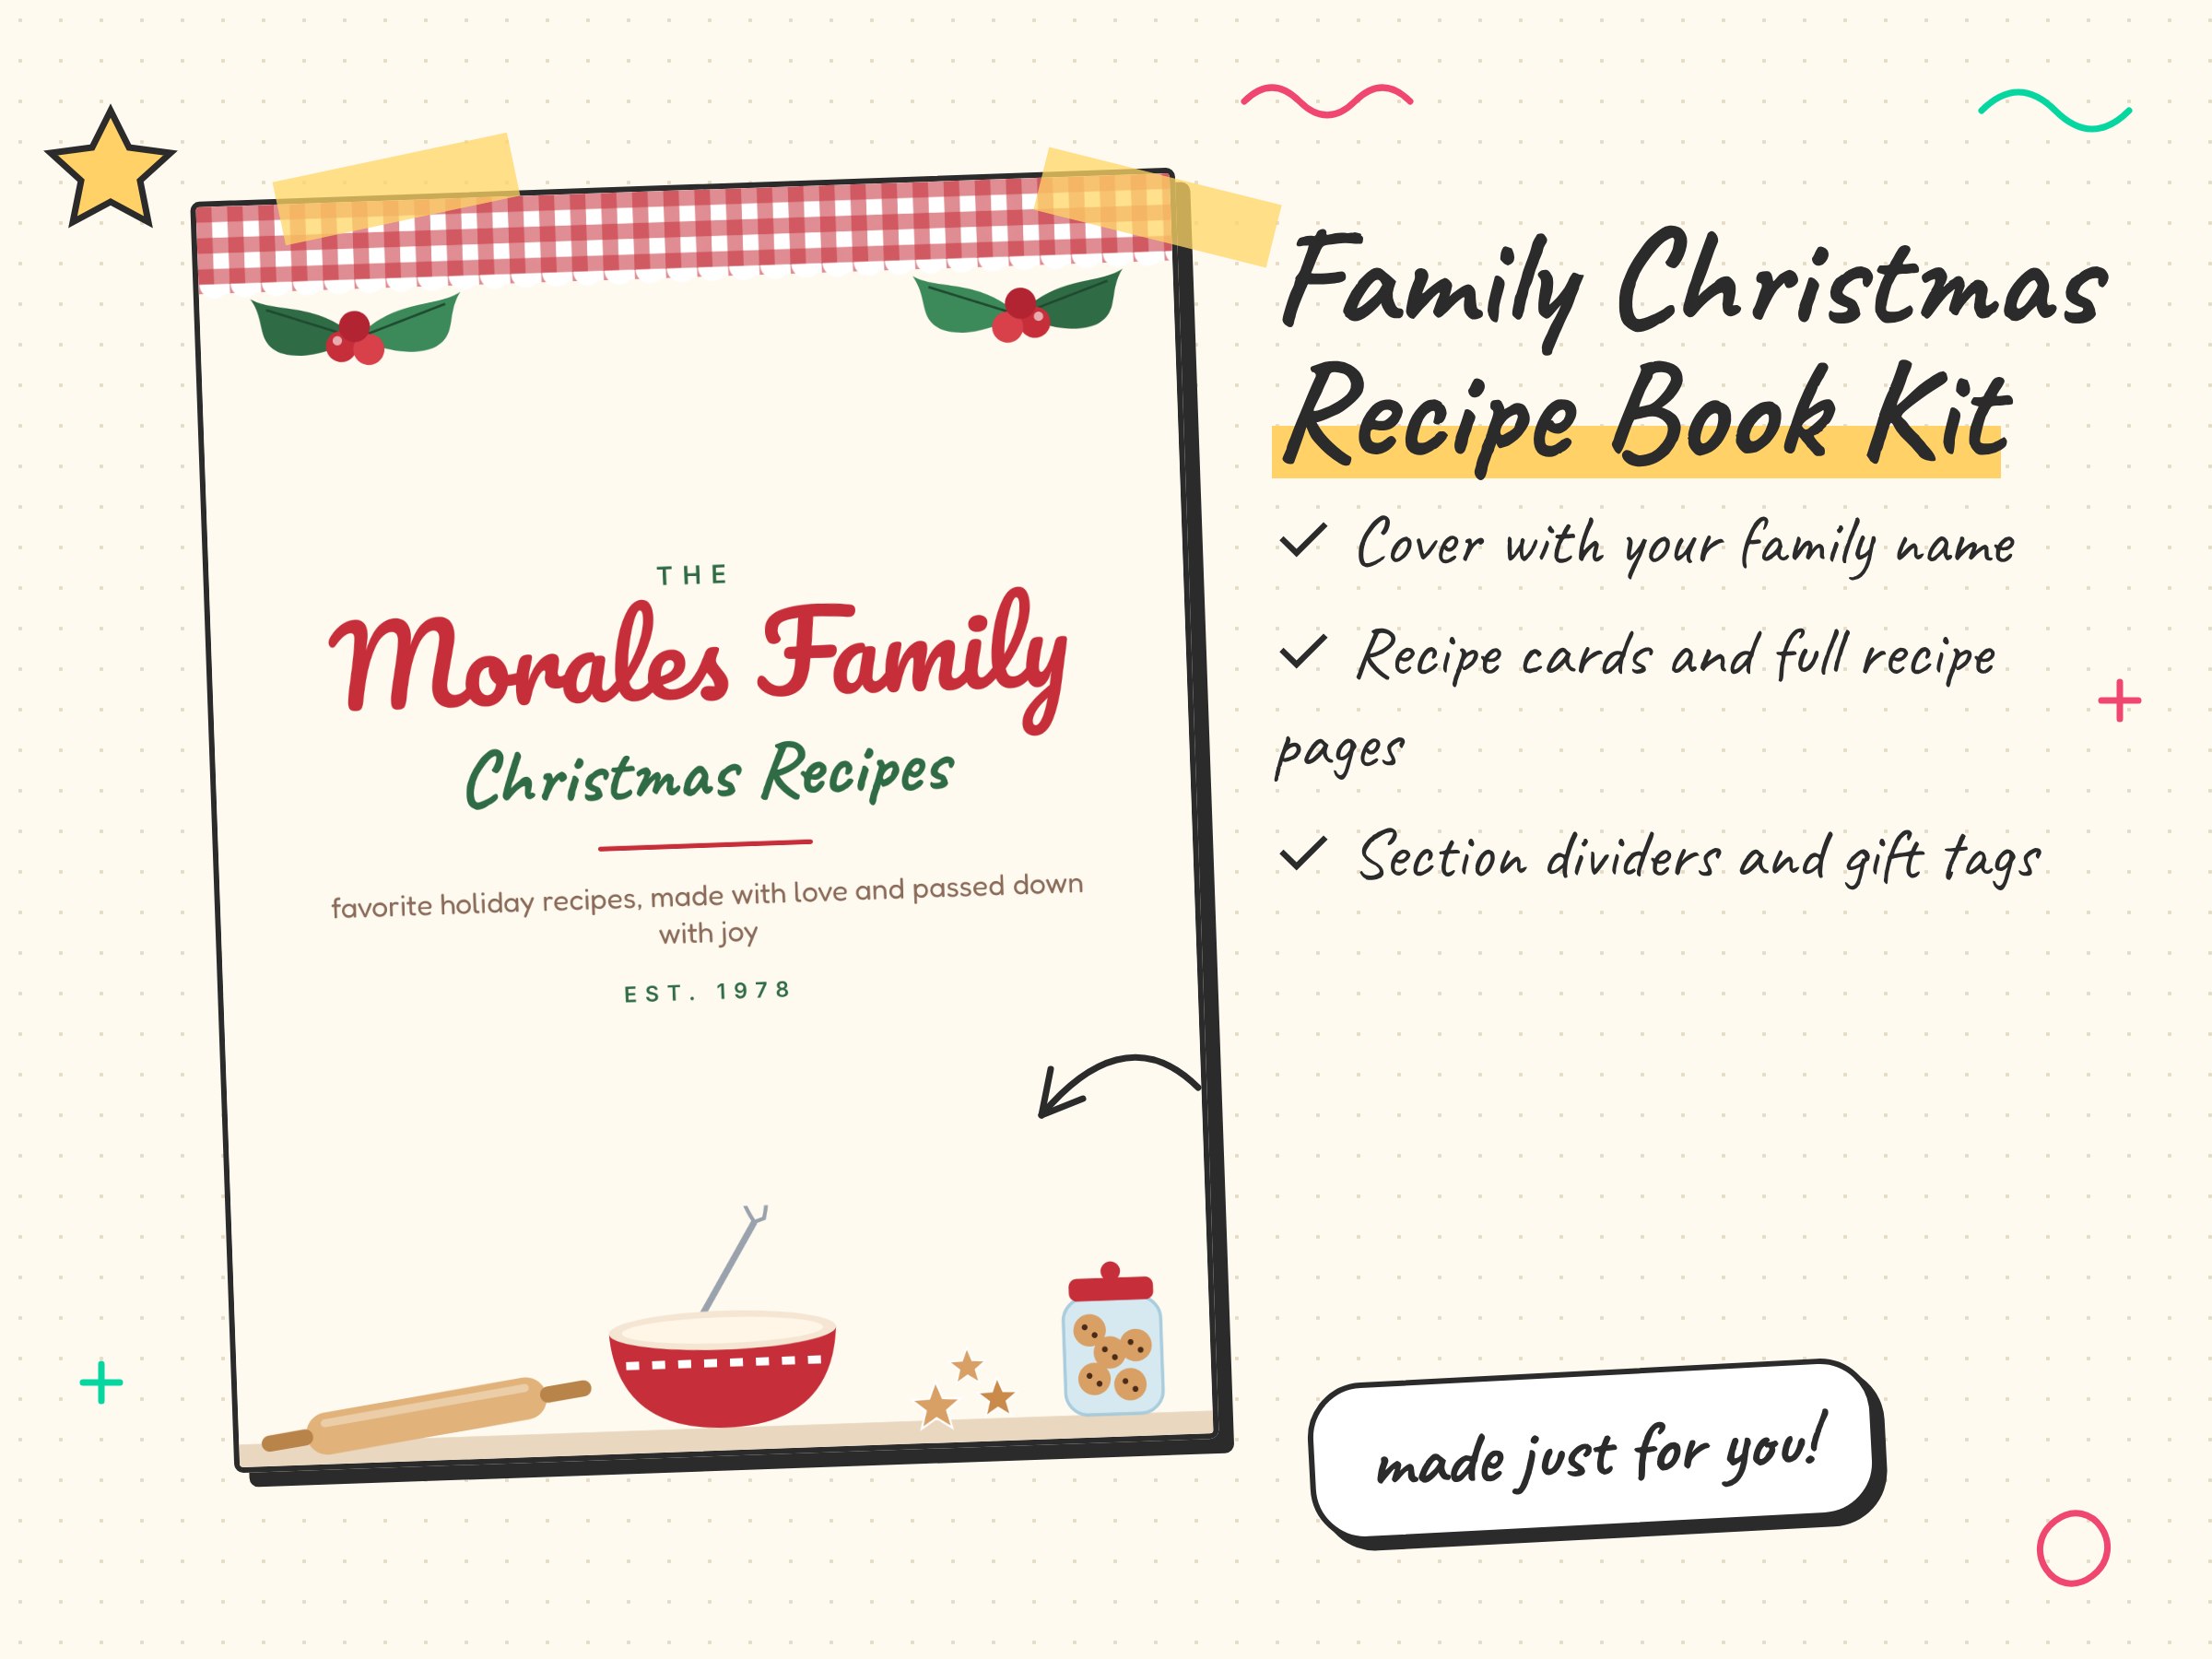 THE
Morales Family
Christmas Recipes
favorite holiday recipes, made with love and passed down
with joy
EST. 1978
Family Christmas
Recipe Book Kit
✓ Cover with your family name
✓ Recipe cards and full recipe
pages
✓ Section dividers and gift tags
made just for you!